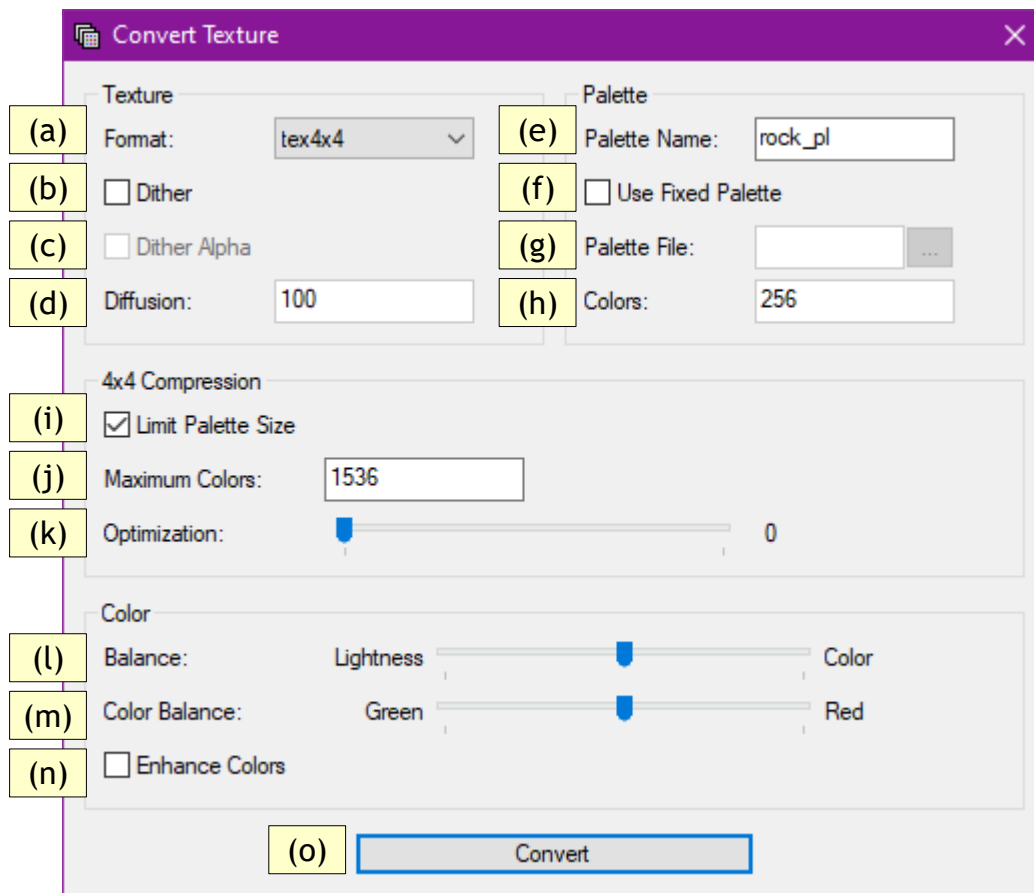 Convert Texture
Texture
(a) Format: tex4x4
(b) Dither
(c) Dither Alpha
(d) Diffusion: 100
Palette
(e) Palette Name: rock_pl
(f) Use Fixed Palette
(g) Palette File: ...
(h) Colors: 256
4x4 Compression
(i) Limit Palette Size
(j) Maximum Colors: 1536
(k) Optimization: 0
Color
(l) Balance: Lightness Color
(m) Color Balance: Green Red
(n) Enhance Colors
(o) Convert